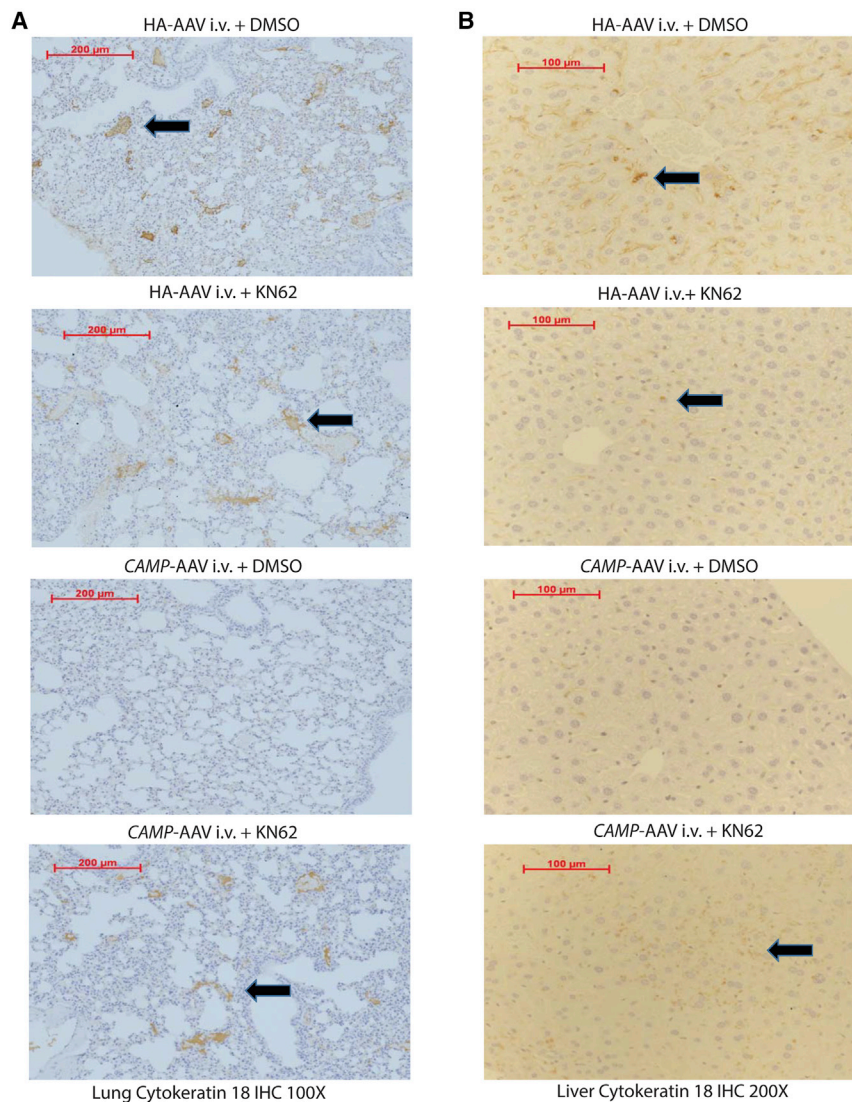 A
HA-AAV i.v. + DMSO
200 µm
HA-AAV i.v. + KN62
200 µm
CAMP-AAV i.v. + DMSO
200 µm
CAMP-AAV i.v. + KN62
200 µm
Lung Cytokeratin 18 IHC 100X
B
HA-AAV i.v. + DMSO
100 µm
HA-AAV i.v.+ KN62
100 µm
CAMP-AAV i.v. + DMSO
100 µm
CAMP-AAV i.v. + KN62
100 µm
Liver Cytokeratin 18 IHC 200X